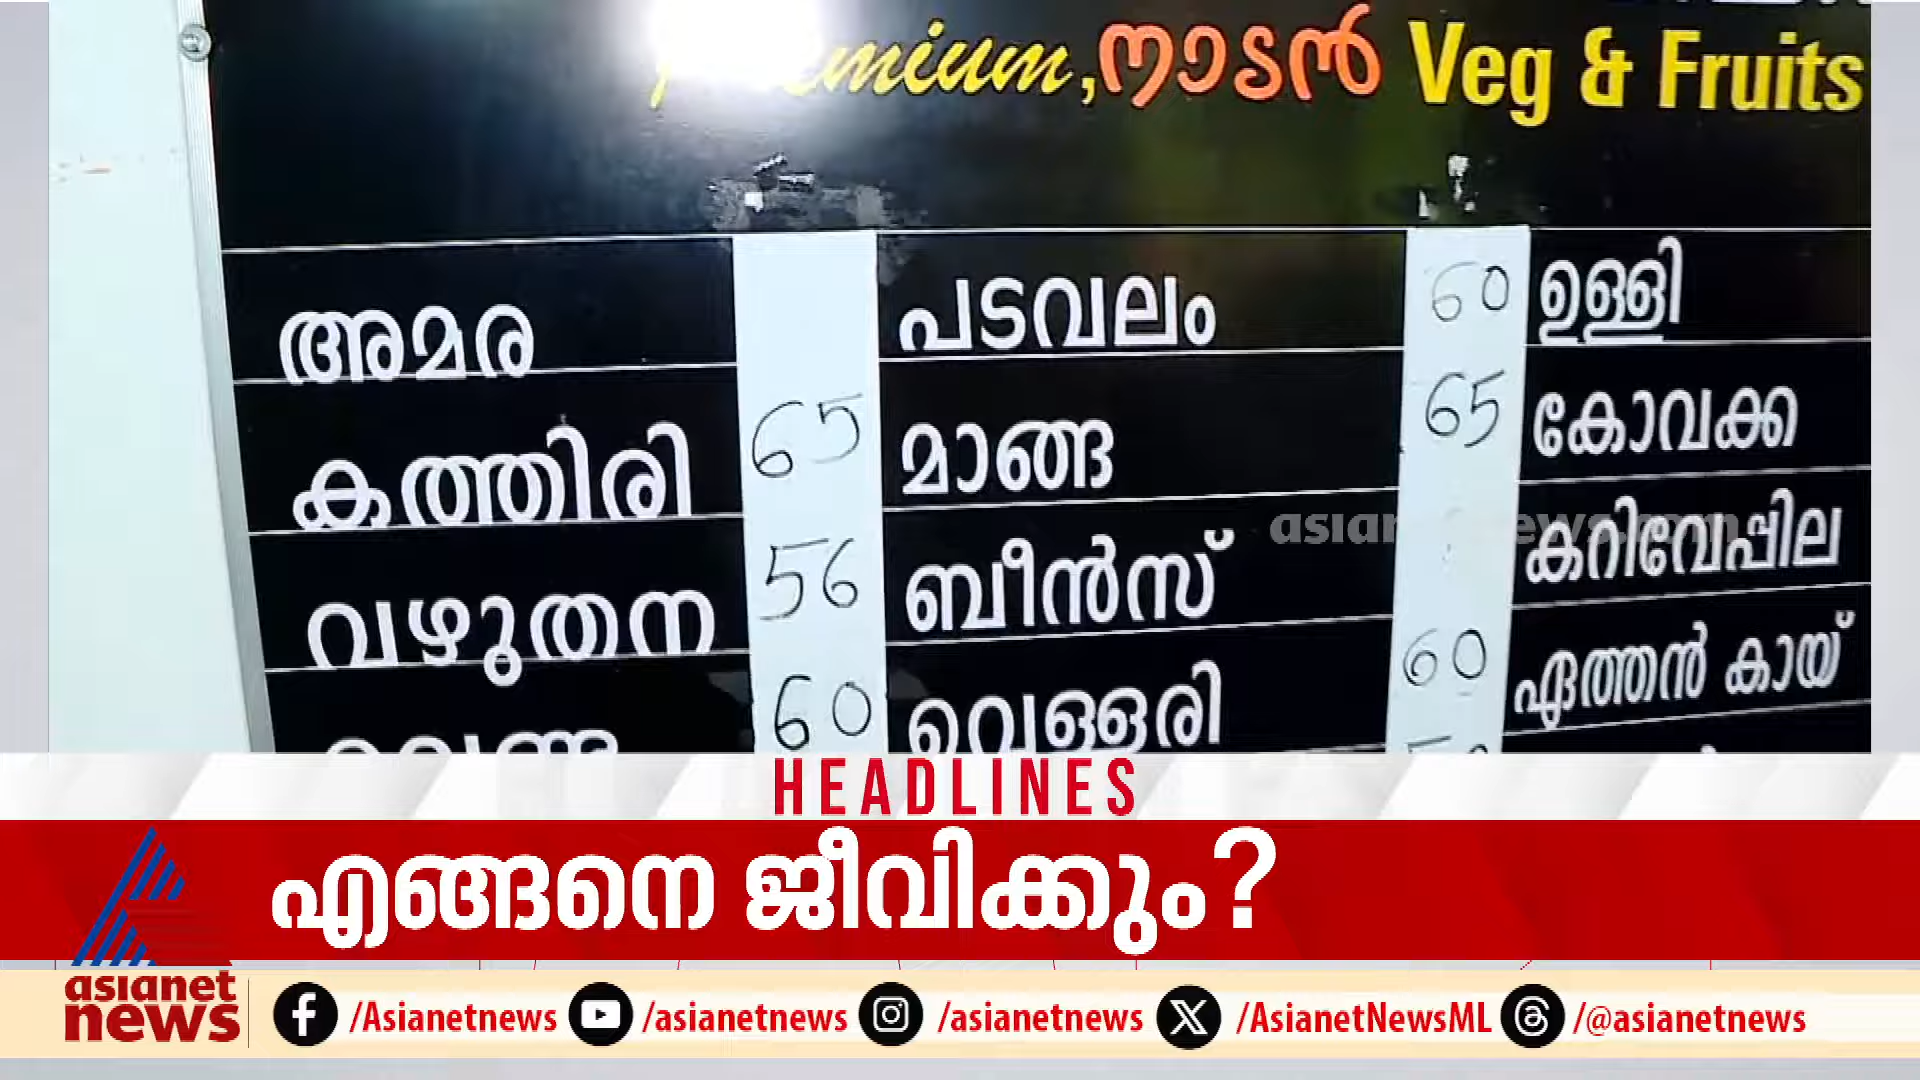 Premium, നാടൻ Veg & Fruits
അമര പടവലം 60 ഉള്ളി
കത്തിരി 65 മാങ്ങ 65 കോവക്ക
വഴുതന 56 ബീൻസ് കറിവേപ്പില
60 വെള്ളരി 60 ഏത്തൻ കായ്
asianetnews.com
HEADLINES
എങ്ങനെ ജീവിക്കും?
asianet news
/Asianetnews /asianetnews /asianetnews /AsianetNewsML /@asianetnews